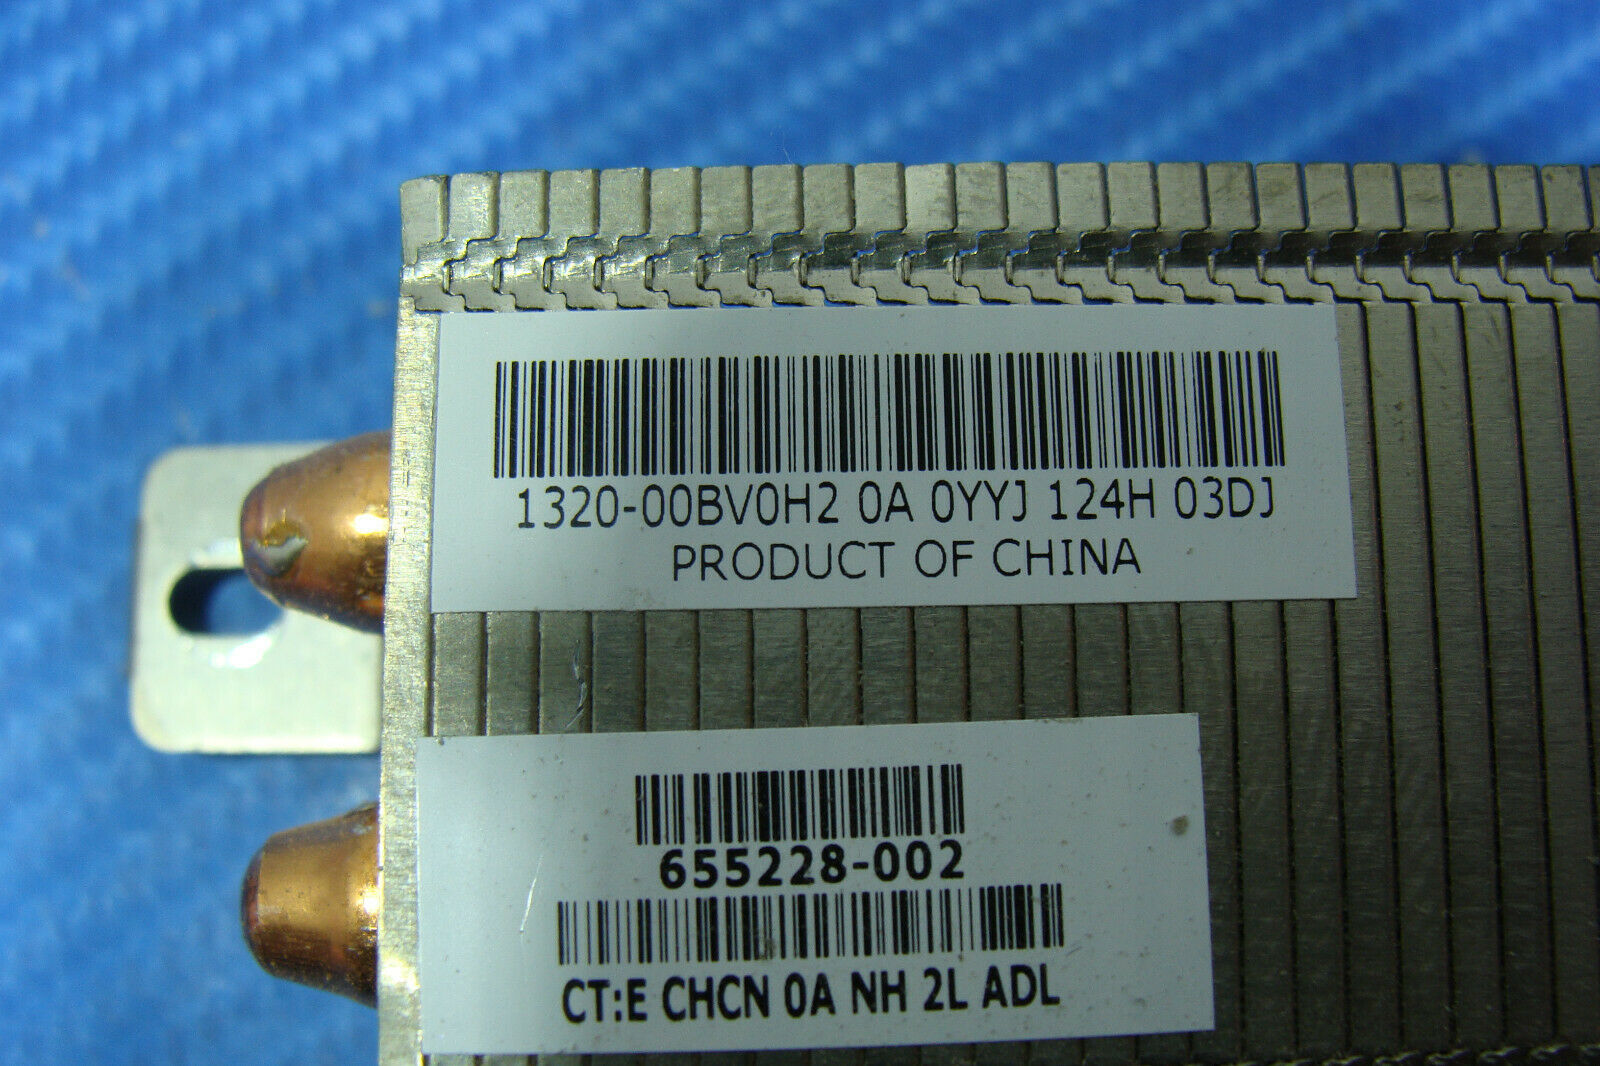 1320-00BV0H2 0A 0YYJ 124H 03DJ
PRODUCT OF CHINA
655228-002
CT:E CHCN 0A NH 2L ADL